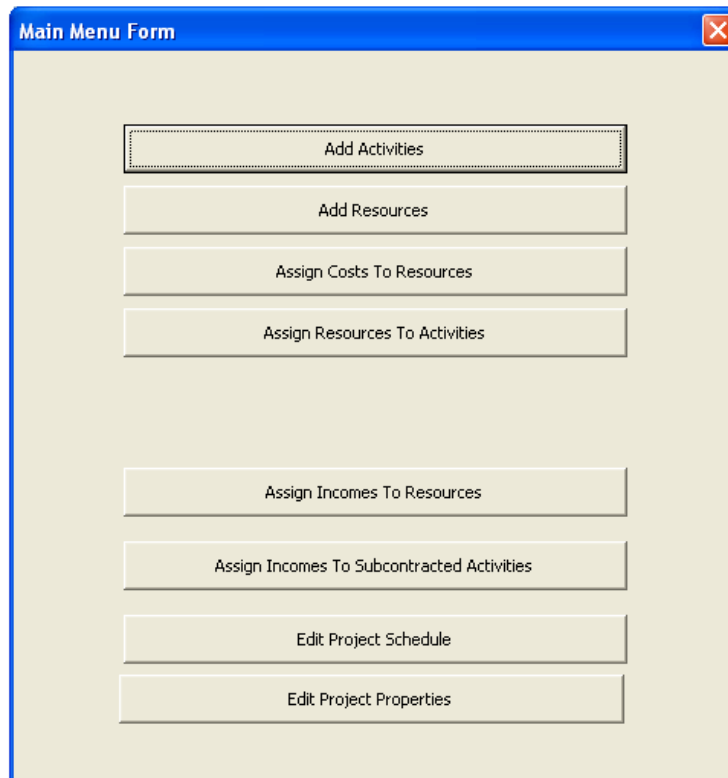 Main Menu Form
Add Activities
Add Resources
Assign Costs To Resources
Assign Resources To Activities
Assign Incomes To Resources
Assign Incomes To Subcontracted Activities
Edit Project Schedule
Edit Project Properties